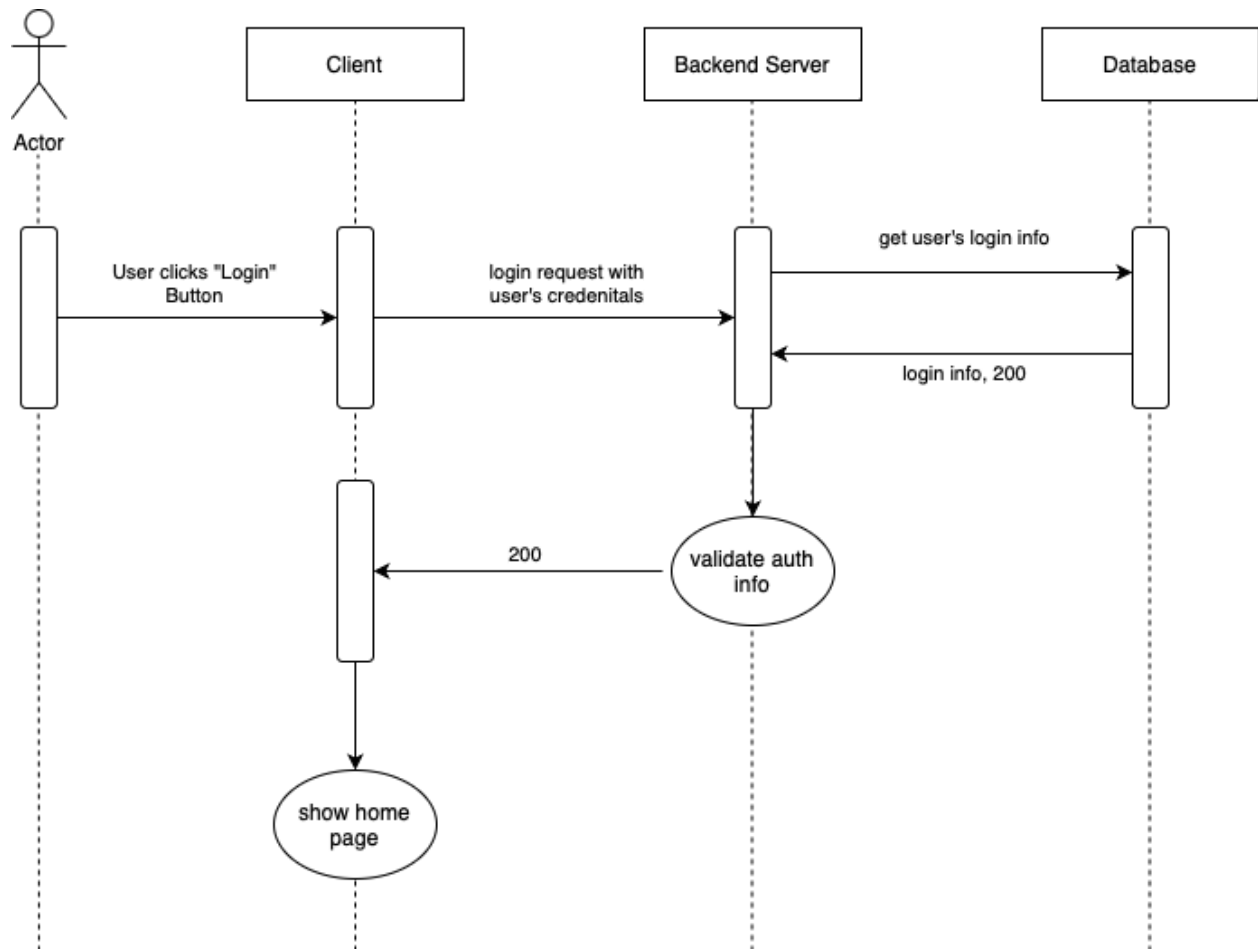 Client
Backend Server
Database
Actor
get user's login info
User clicks "Login"
Button
login request with
user's credenitals
login info, 200
200
validate auth
info
show home
page